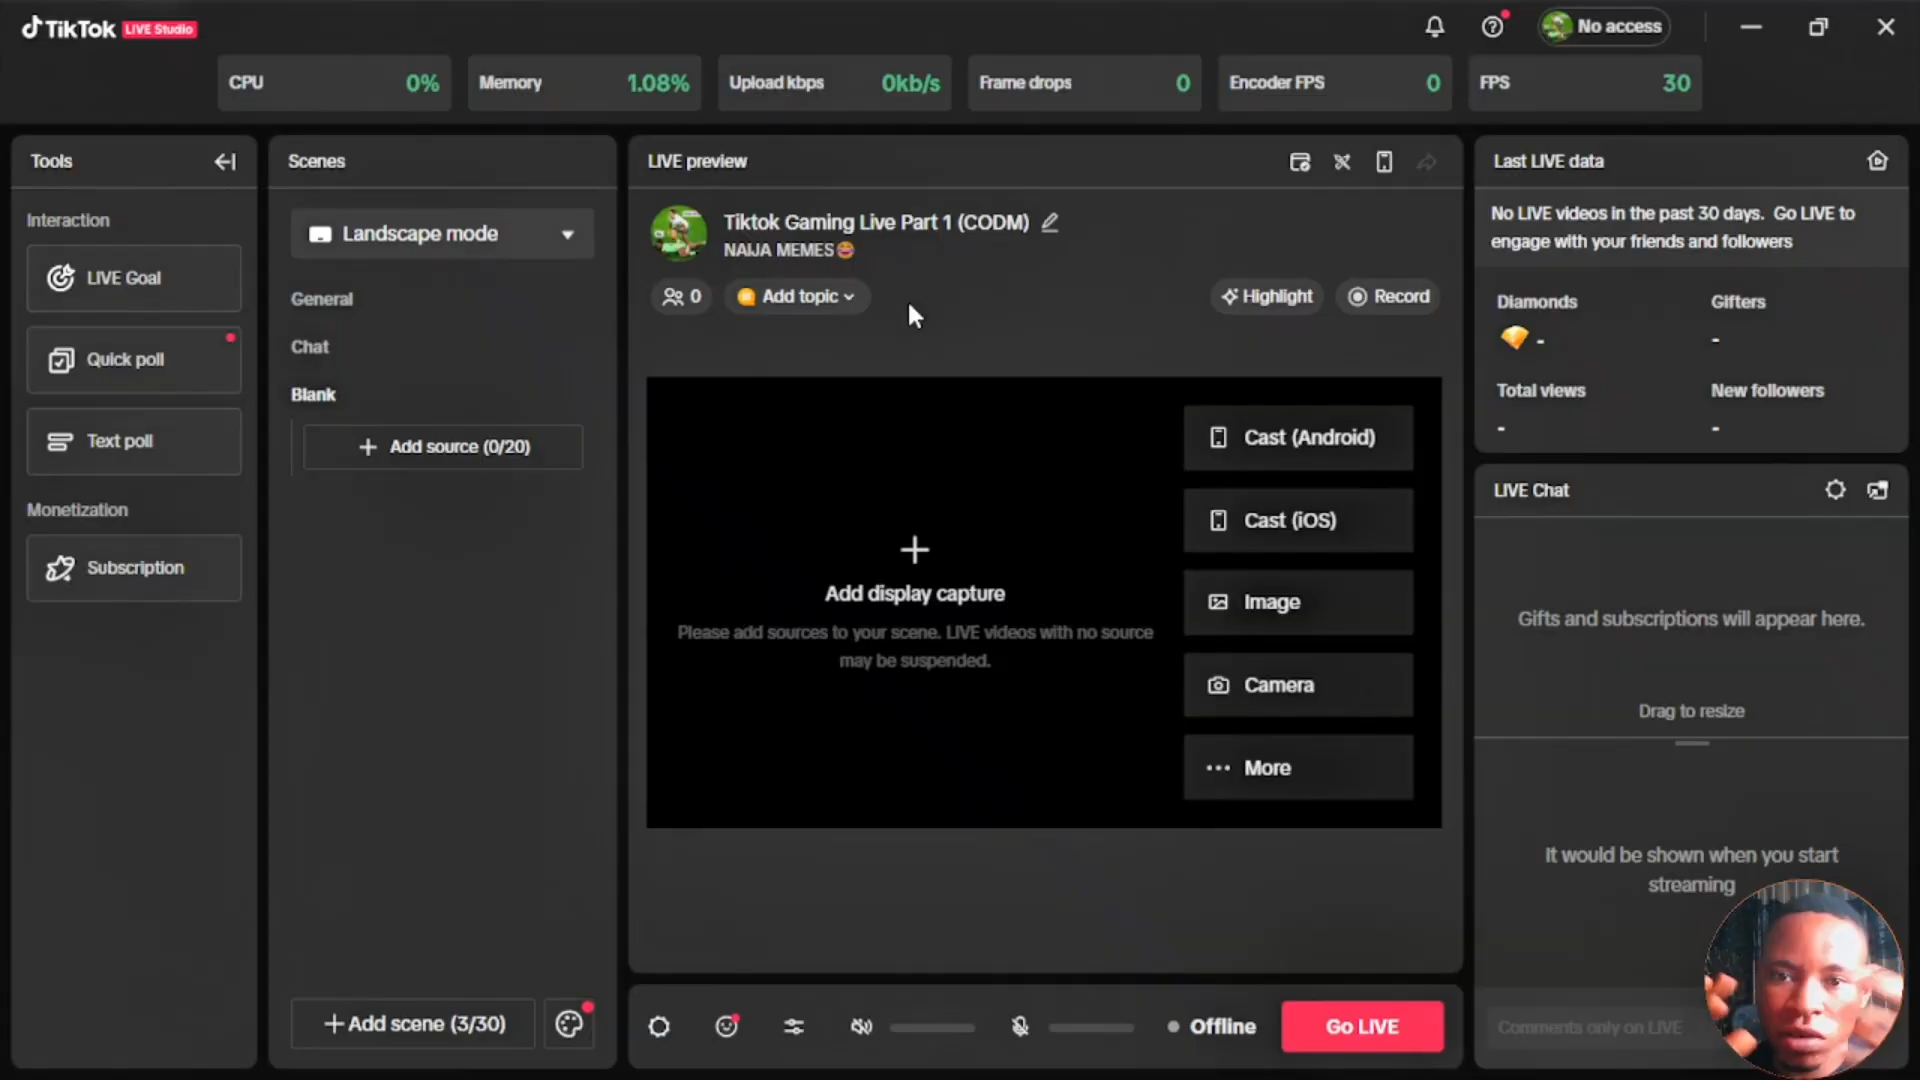 TikTok LIVE Studio
No access
CPU 0%
Memory 1.08%
Upload kbps 0kb/s
Frame drops 0
Encoder FPS 0
FPS 30
Tools
Interaction
LIVE Goal
Quick poll
Text poll
Monetization
Subscription
Scenes
Landscape mode
General
Chat
Blank
+ Add source (0/20)
+ Add scene (3/30)
LIVE preview
Tiktok Gaming Live Part 1 (CODM)
NAIJA MEMES😂
0
Add topic
Highlight
Record
Add display capture
Please add sources to your scene. LIVE videos with no source
may be suspended.
Cast (Android)
Cast (iOS)
Image
Camera
More
Offline
Go LIVE
Last LIVE data
No LIVE videos in the past 30 days. Go LIVE to
engage with your friends and followers
Diamonds
Gifters
-
-
Total views
New followers
-
-
LIVE Chat
Gifts and subscriptions will appear here.
Drag to resize
It would be shown when you start
streaming
Comments only on LIVE